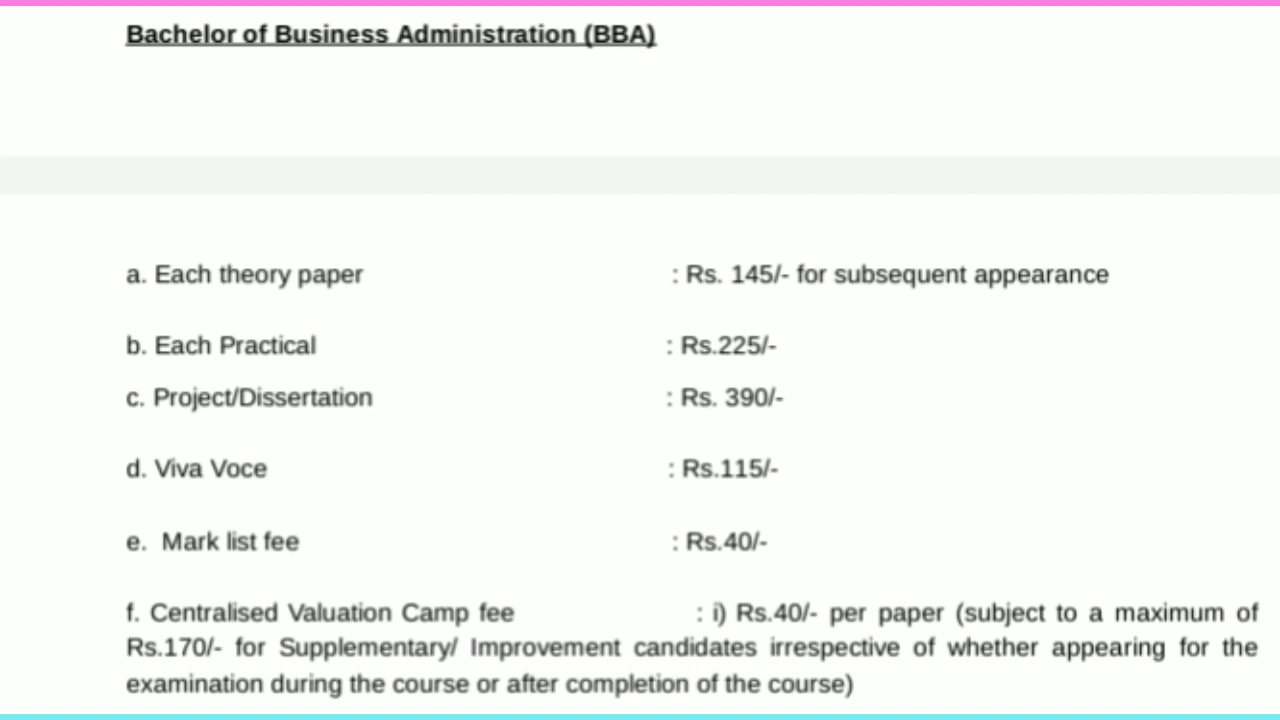 Bachelor of Business Administration (BBA)
a. Each theory paper : Rs. 145/- for subsequent appearance
b. Each Practical : Rs.225/-
c. Project/Dissertation : Rs. 390/-
d. Viva Voce : Rs.115/-
e. Mark list fee : Rs.40/-
f. Centralised Valuation Camp fee : i) Rs.40/- per paper (subject to a maximum of
Rs.170/- for Supplementary/ Improvement candidates irrespective of whether appearing for the
examination during the course or after completion of the course)